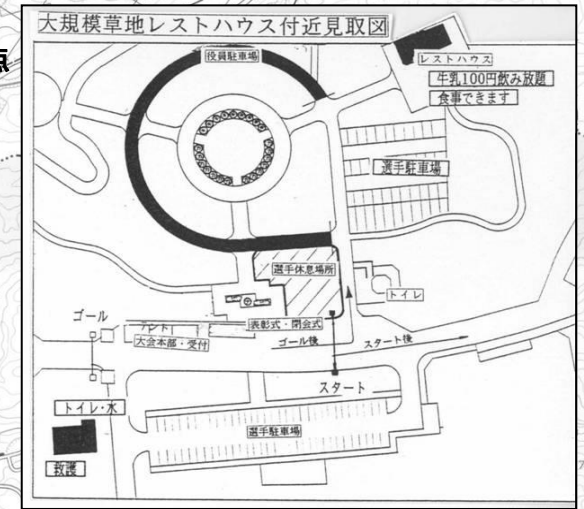 大規模草地レストハウス付近見取図
点
役員駐車場
レストハウス
牛乳100円飲み放題
食事できます
選手駐車場
選手休息場所
トイレ
ゴール
テント
表彰式・閉会式
大会本部・受付
ゴール後
スタート後
スタート
トイレ・水
選手駐車場
救護